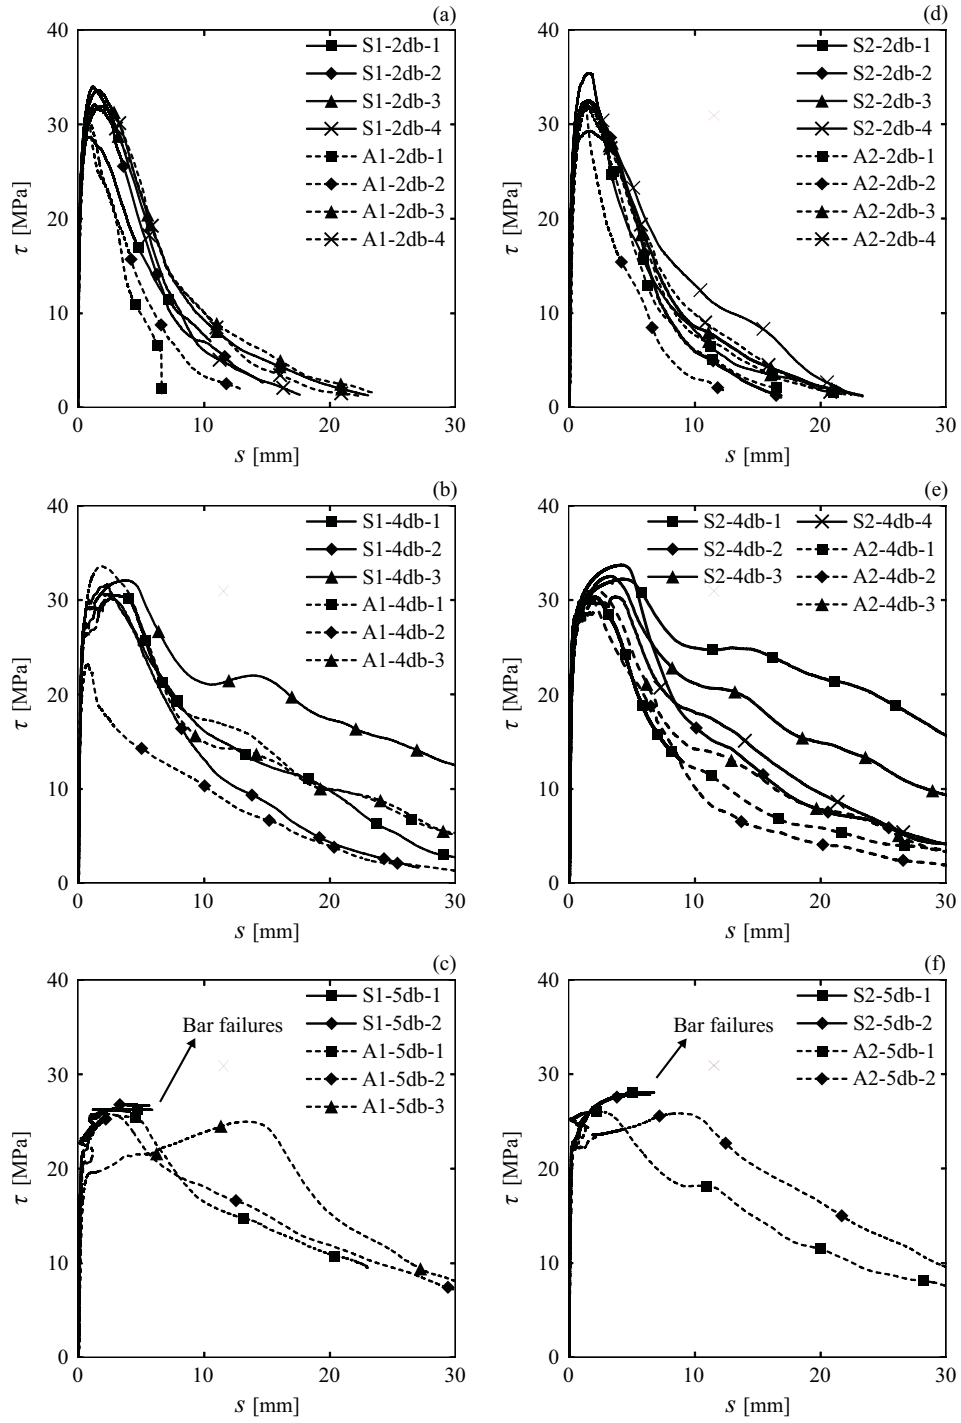 (a)
40
30
20
10
0
τ [MPa]
0 10 20 30
s [mm]
S1-2db-1
S1-2db-2
S1-2db-3
S1-2db-4
A1-2db-1
A1-2db-2
A1-2db-3
A1-2db-4
(d)
40
30
20
10
0
τ [MPa]
0 10 20 30
s [mm]
S2-2db-1
S2-2db-2
S2-2db-3
S2-2db-4
A2-2db-1
A2-2db-2
A2-2db-3
A2-2db-4
(b)
40
30
20
10
0
τ [MPa]
0 10 20 30
s [mm]
S1-4db-1
S1-4db-2
S1-4db-3
A1-4db-1
A1-4db-2
A1-4db-3
(e)
40
30
20
10
0
τ [MPa]
0 10 20 30
s [mm]
S2-4db-1
S2-4db-2
S2-4db-3
S2-4db-4
A2-4db-1
A2-4db-2
A2-4db-3
(c)
40
30
20
10
0
τ [MPa]
0 10 20 30
s [mm]
Bar failures
S1-5db-1
S1-5db-2
A1-5db-1
A1-5db-2
A1-5db-3
(f)
40
30
20
10
0
τ [MPa]
0 10 20 30
s [mm]
Bar failures
S2-5db-1
S2-5db-2
A2-5db-1
A2-5db-2